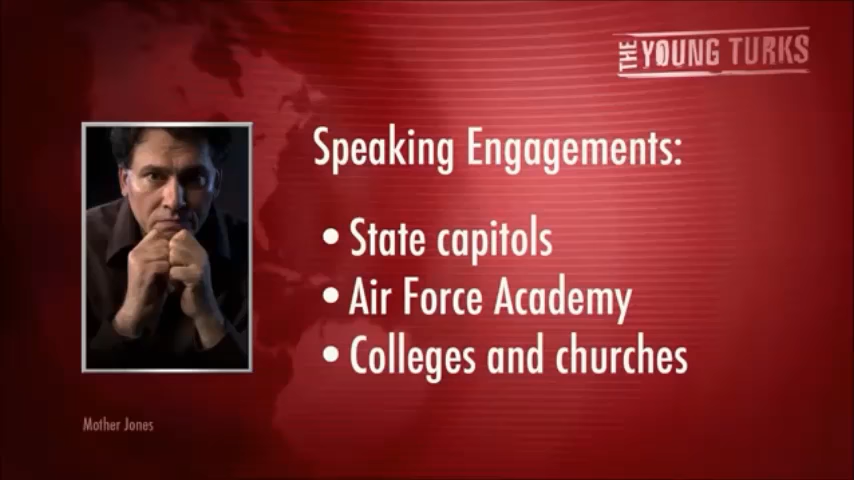 THE YOUNG TURKS
Speaking Engagements:
• State capitols
• Air Force Academy
• Colleges and churches
Mother Jones